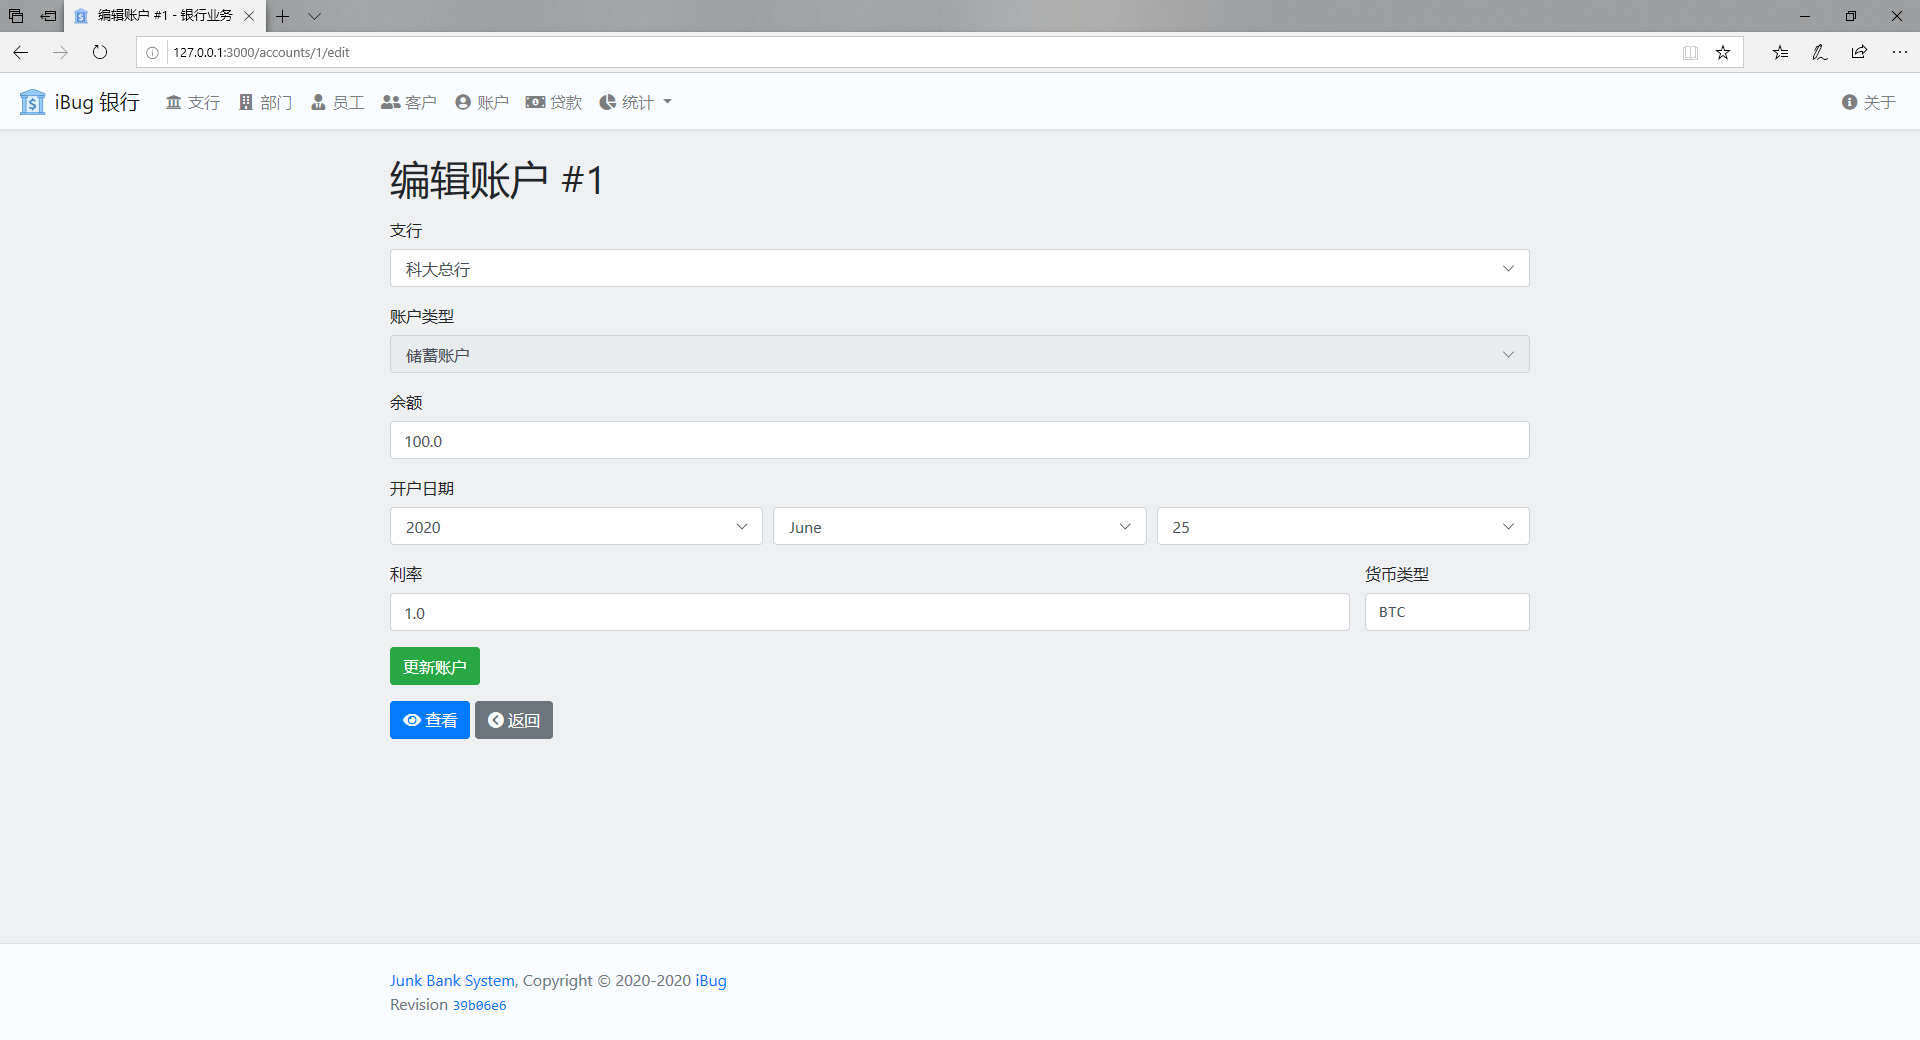 编辑账户 #1 - 银行业务
127.0.0.1:3000/accounts/1/edit
iBug 银行 支行 部门 员工 客户 账户 贷款 统计 关于
编辑账户 #1
支行
科大总行
账户类型
储蓄账户
余额
100.0
开户日期
2020 June 25
利率 货币类型
1.0 BTC
更新账户
查看 返回
Junk Bank System, Copyright © 2020-2020 iBug
Revision 39b06e6